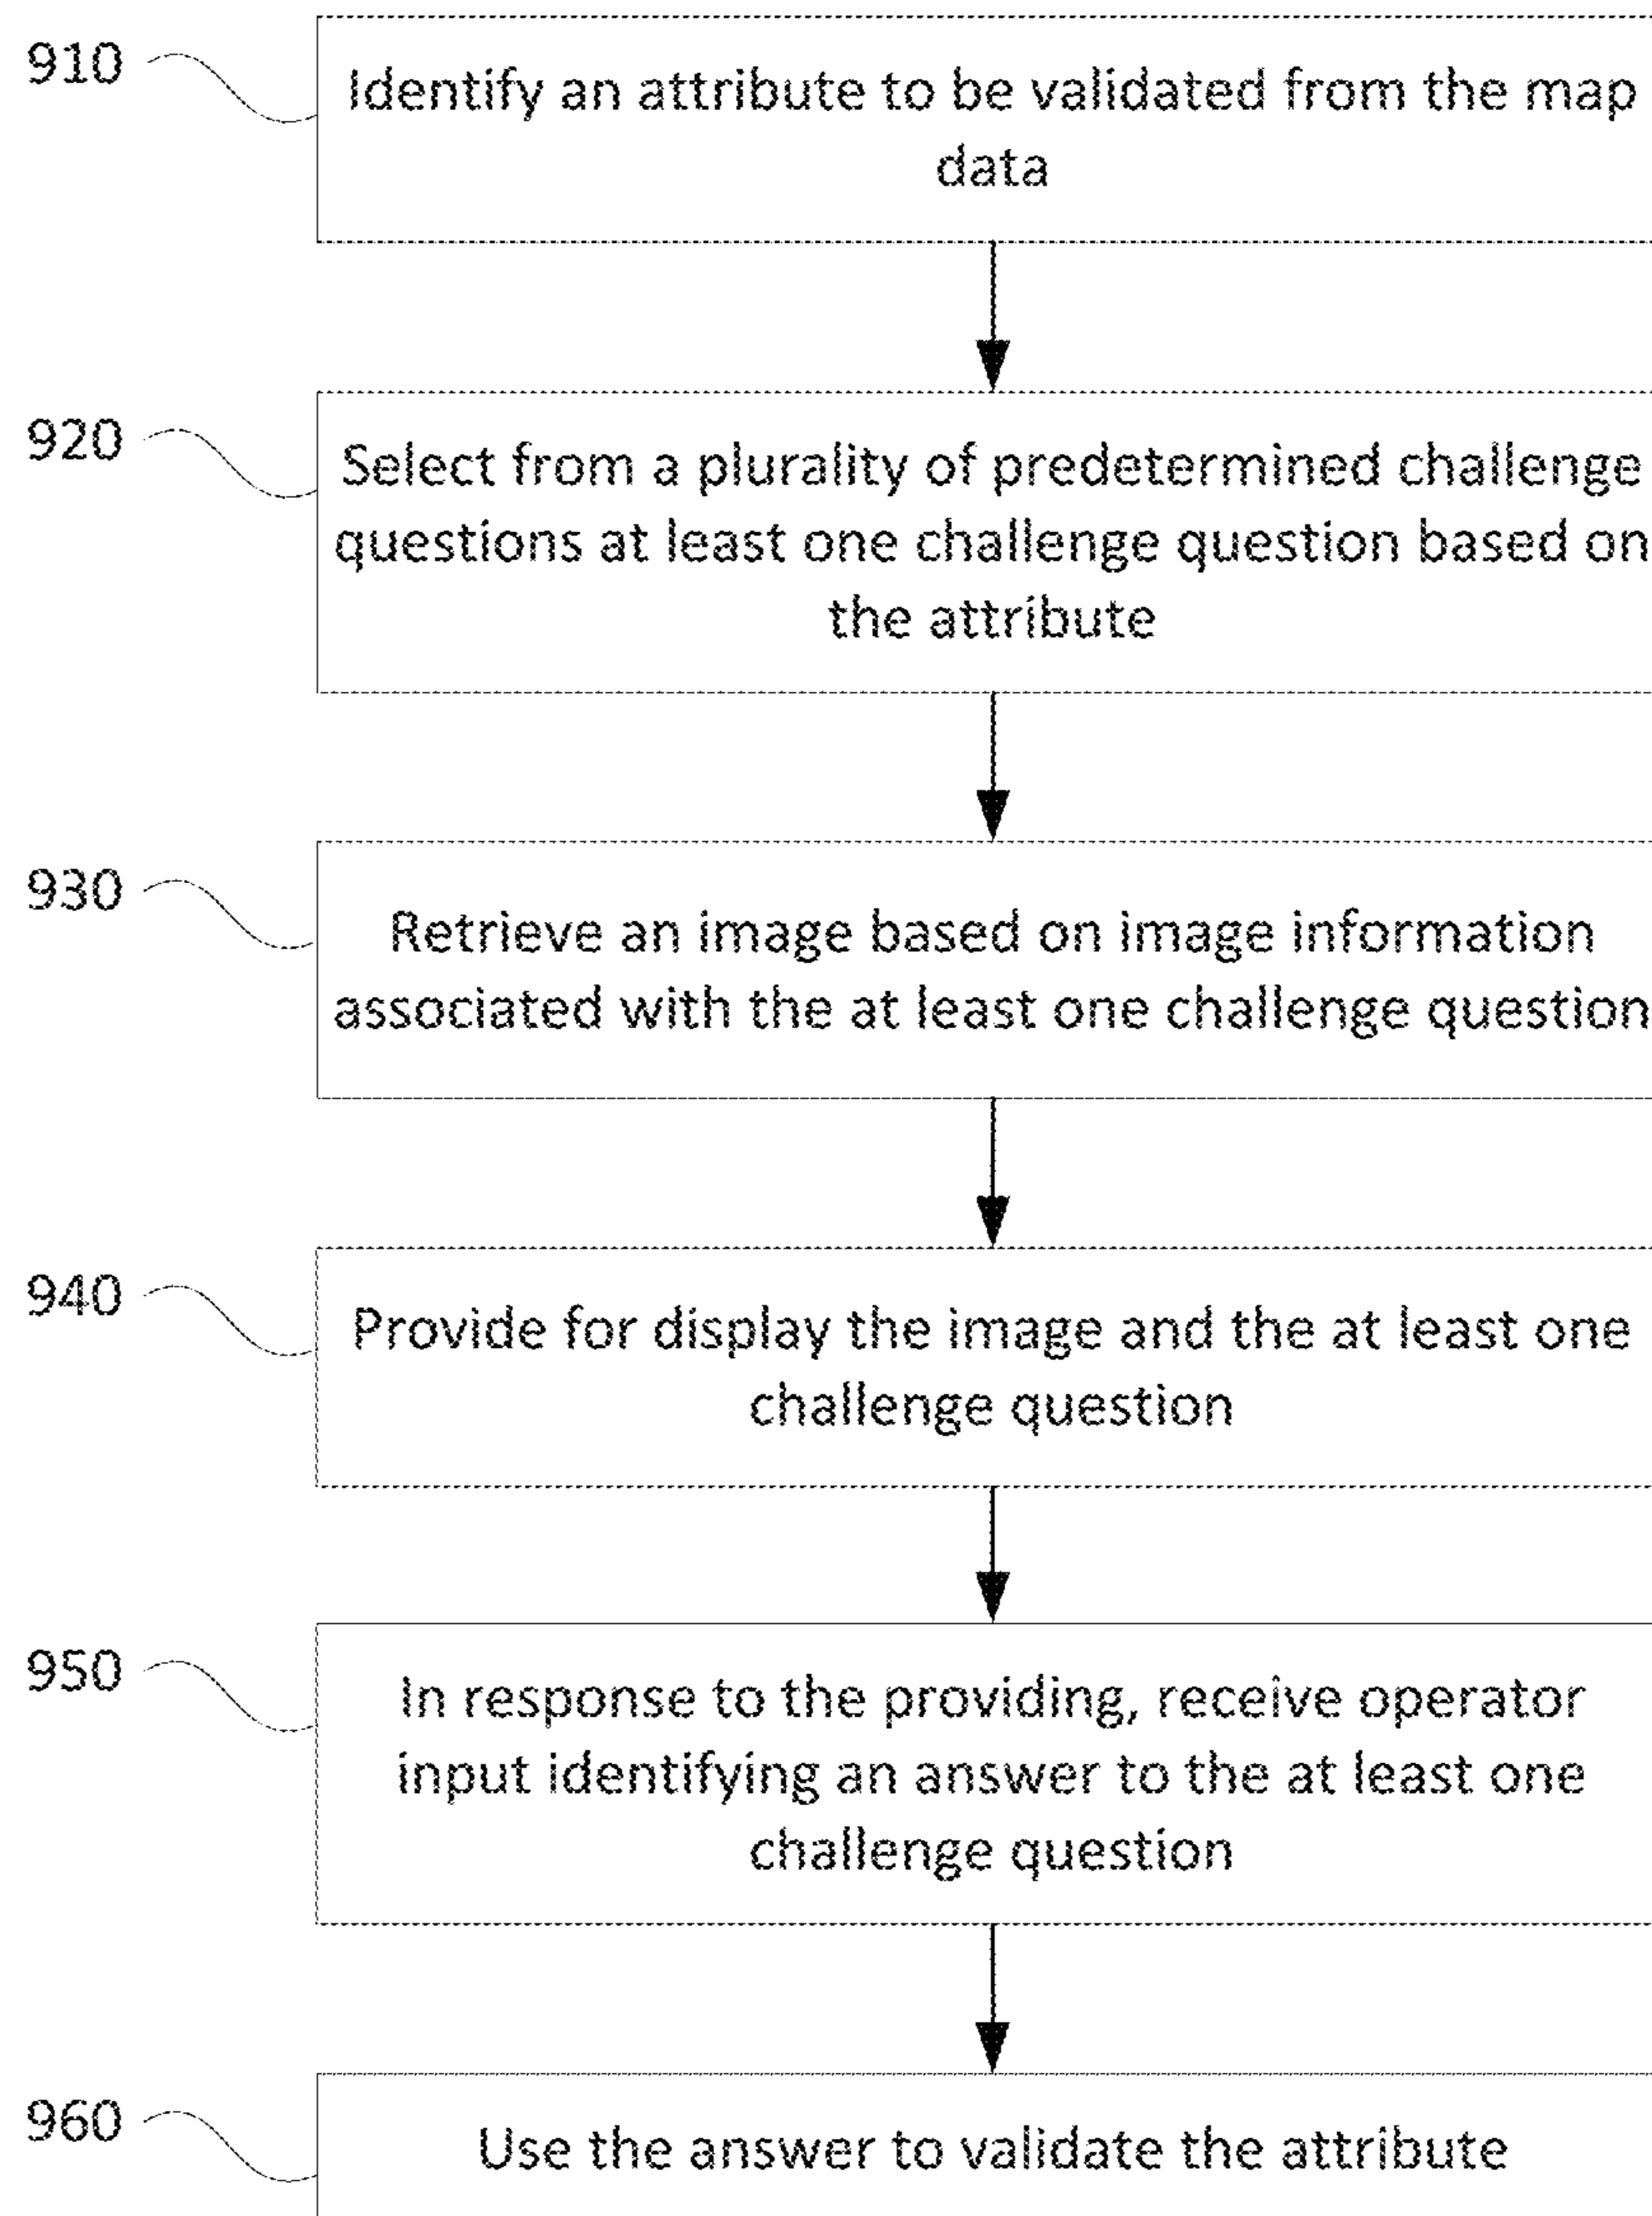 910
Identify an attribute to be validated from the map
data
920
Select from a plurality of predetermined challenge
questions at least one challenge question based on
the attribute
930
Retrieve an image based on image information
associated with the at least one challenge question
940
Provide for display the image and the at least one
challenge question
950
In response to the providing, receive operator
input identifying an answer to the at least one
challenge question
960
Use the answer to validate the attribute